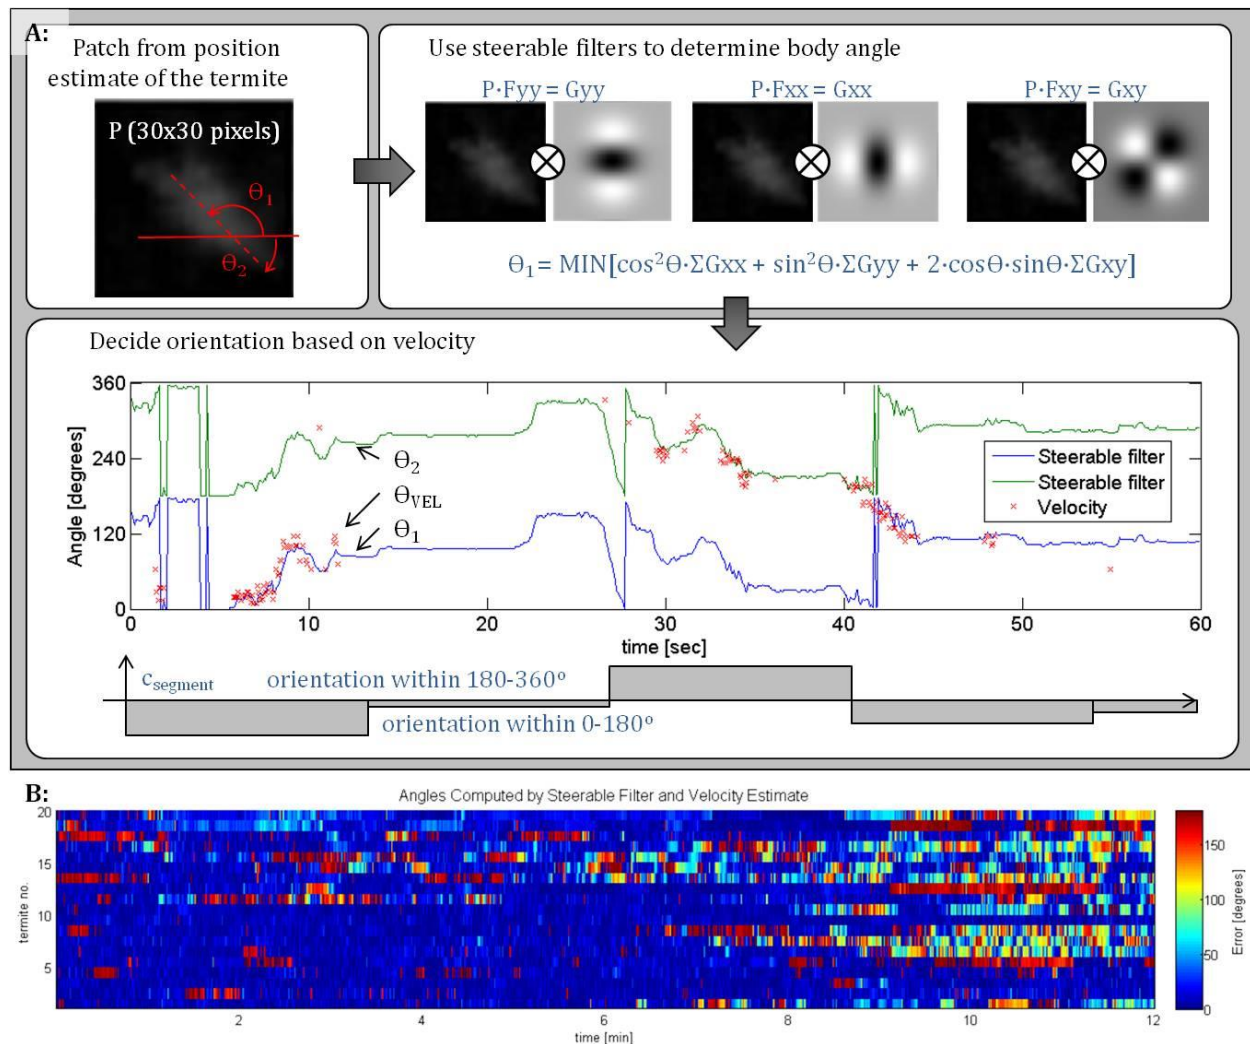 A:
Patch from position
estimate of the termite
P (30x30 pixels)
Θ1
Θ2
Use steerable filters to determine body angle
P·Fyy = Gyy
P·Fxx = Gxx
P·Fxy = Gxy
Θ1 = MIN[cos²Θ·ΣGxx + sin²Θ·ΣGyy + 2·cosΘ·sinΘ·ΣGxy]
Decide orientation based on velocity
360
240
120
0
Angle [degrees]
Θ2
ΘVEL
Θ1
Steerable filter
Steerable filter
Velocity
0 10 20 30 40 50 60
time [sec]
csegment
orientation within 180-360º
orientation within 0-180º
B:
Angles Computed by Steerable Filter and Velocity Estimate
20
15
10
5
termite no.
2 4 6 8 10 12
time [min]
150
100
50
0
Error [degrees]